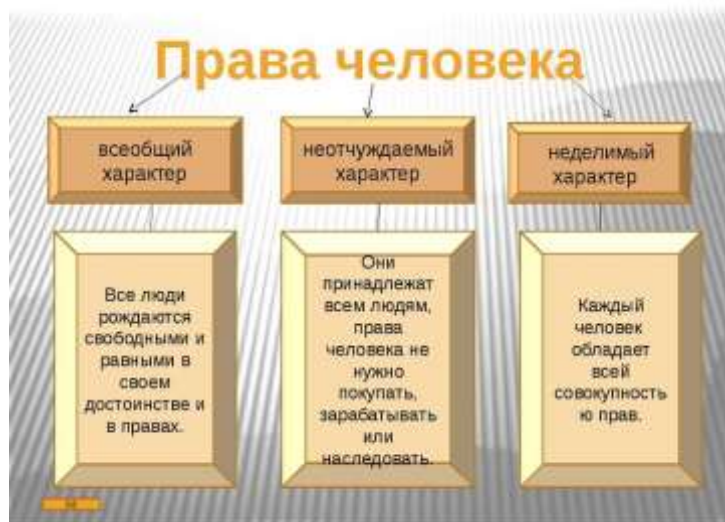 Права человека
всеобщий
характер
неотчуждаемый
характер
неделимый
характер
Все люди
рождаются
свободными и
равными в
своем
достоинстве и
в правах.
Они
принадлежат
всем людям,
права
человека не
нужно
покупать,
зарабатывать
или
наследовать.
Каждый
человек
обладает
всей
совокупность
ю прав.